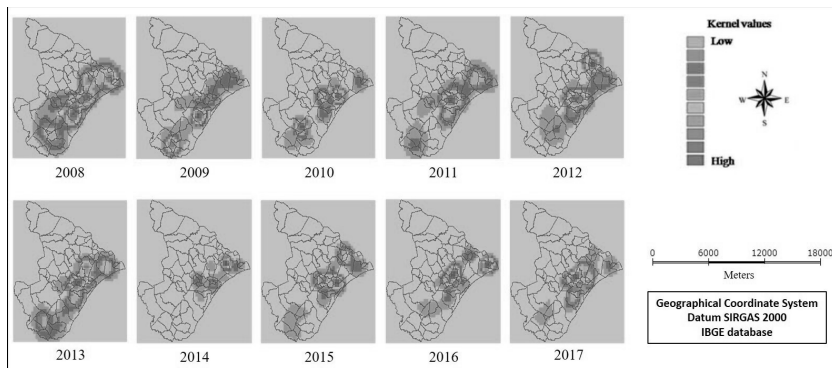 Kernel values
Low
High
N
W E
S
2008 2009 2010 2011 2012
0 6000 12000 18000
Meters
Geographical Coordinate System
Datum SIRGAS 2000
IBGE database
2013 2014 2015 2016 2017